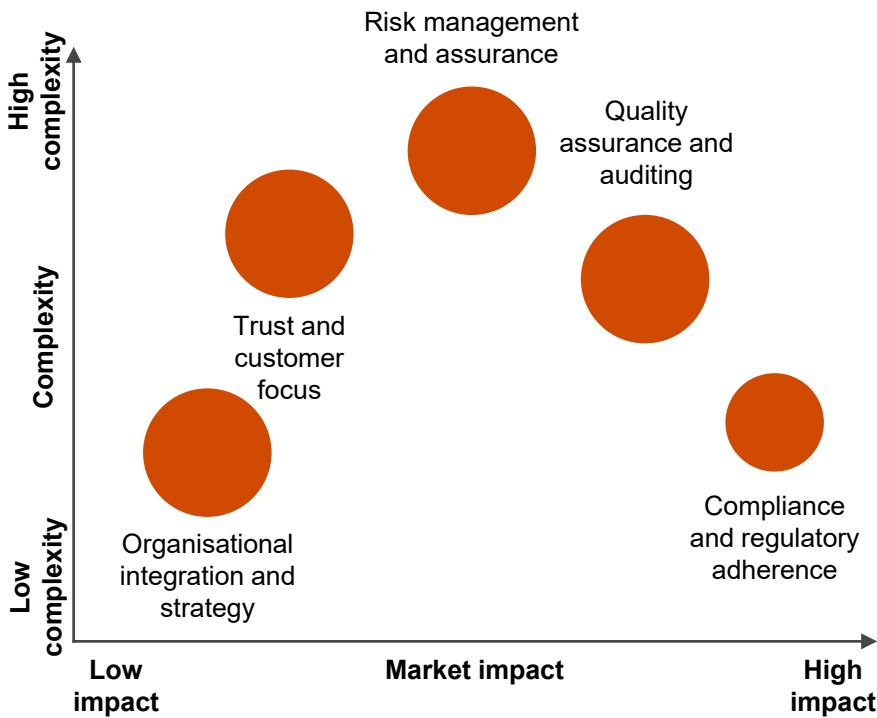 Risk management
and assurance
High
complexity
Quality
assurance and
auditing
Complexity
Trust and
customer
focus
Compliance
and regulatory
adherence
Organisational
integration and
strategy
Low
complexity
Low
impact
Market impact
High
impact